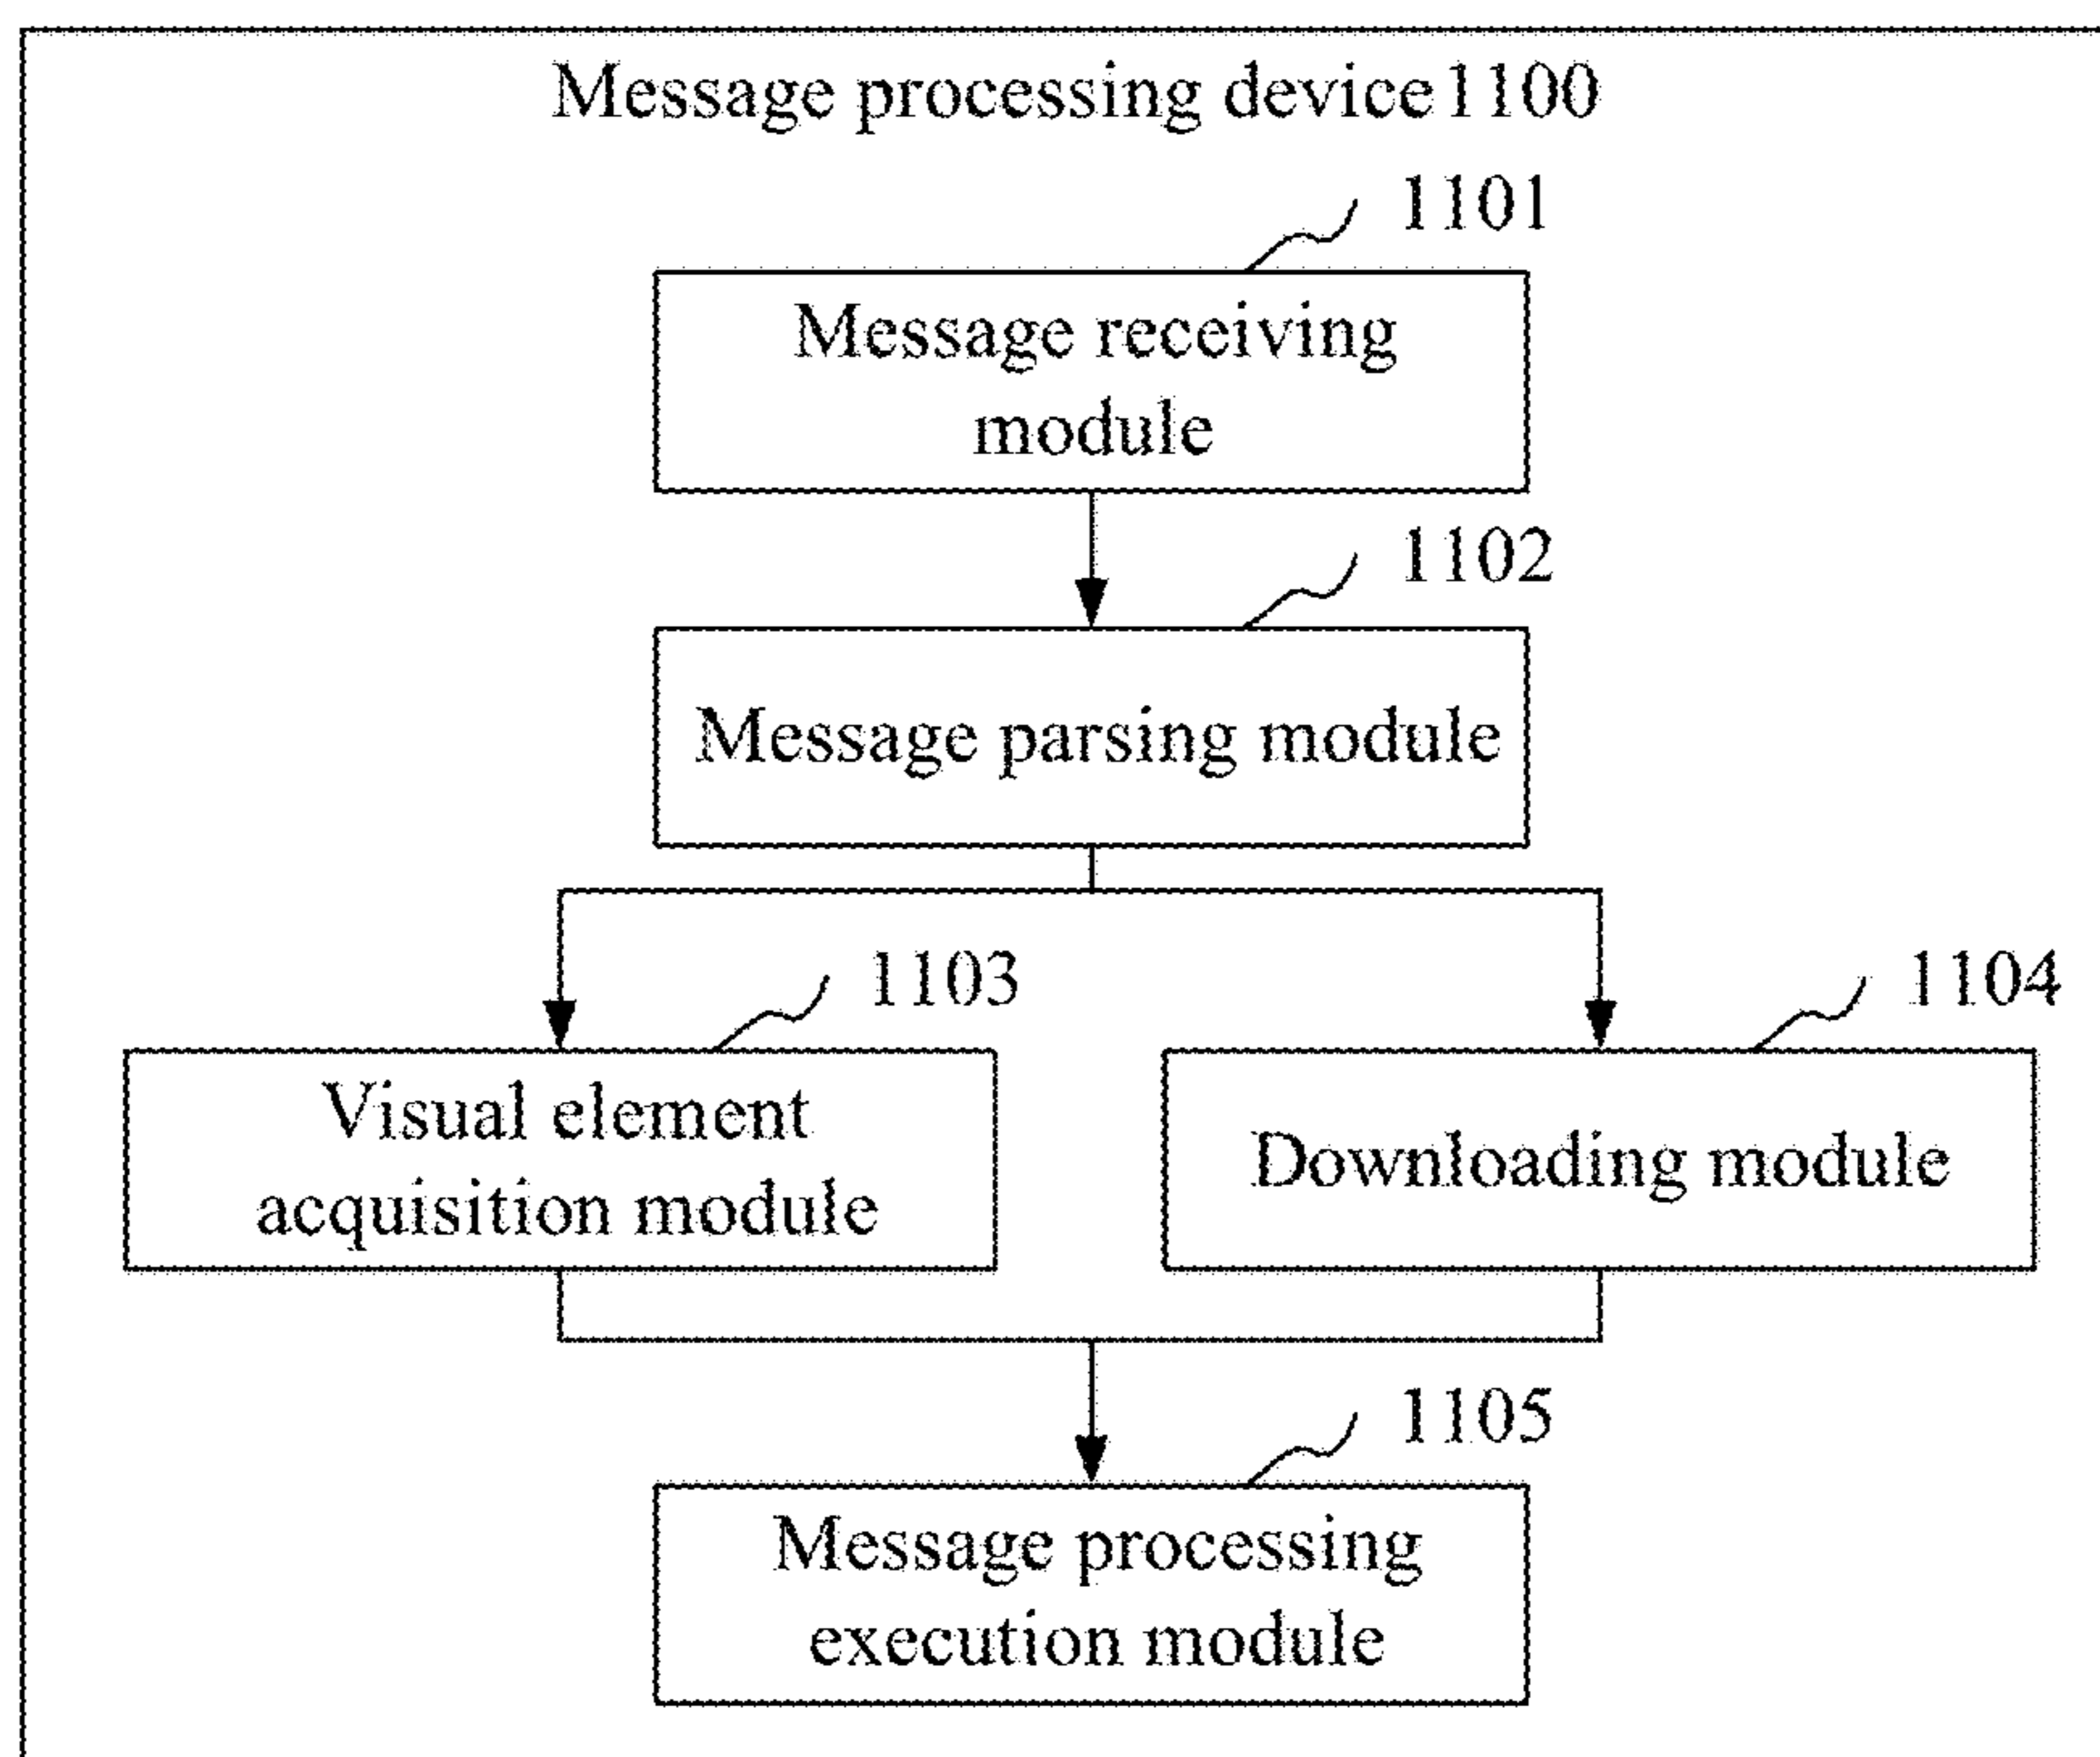 Message processing device 1100
1101
Message receiving
module
1102
Message parsing module
1103
1104
Visual element
acquisition module
Downloading module
1105
Message processing
execution module